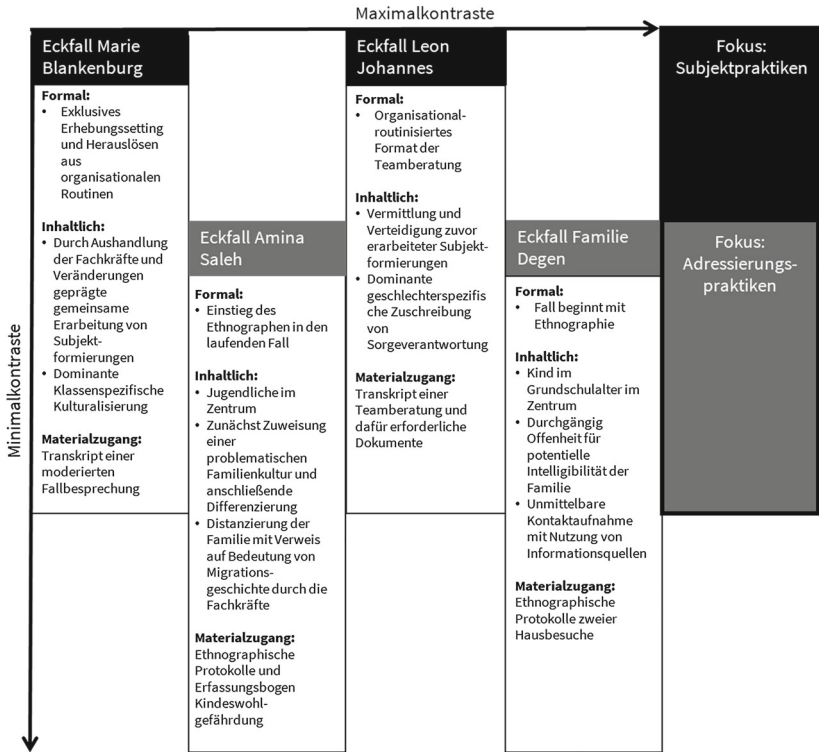 Maximalkontraste
Minimalkontraste
Eckfall Marie
Blankenburg
Formal:
• Exklusives
Erhebungssetting
und Herauslösen
aus
organisationalen
Routinen
Inhaltlich:
• Durch Aushandlung
der Fachkräfte und
Veränderungen
geprägte
gemeinsame
Erarbeitung von
Subjekt-
formierungen
• Dominante
Klassenspezifische
Kulturalisierung
Materialzugang:
Transkript einer
moderierten
Fallbesprechung
Eckfall Amina
Saleh
Formal:
• Einstieg des
Ethnographen in den
laufenden Fall
Inhaltlich:
• Jugendliche im
Zentrum
• Zunächst Zuweisung
einer
problematischen
Familienkultur und
anschließende
Differenzierung
• Distanzierung der
Familie mit Verweis
auf Bedeutung von
Migrations-
geschichte durch die
Fachkräfte
Materialzugang:
Ethnographische
Protokolle und
Erfassungsbogen
Kindeswohl-
gefährdung
Eckfall Leon
Johannes
Formal:
• Organisational-
routinisiertes
Format der
Teamberatung
Inhaltlich:
• Vermittlung und
Verteidigung zuvor
erarbeiteter Subjekt-
formierungen
• Dominante
geschlechterspezifis
che Zuschreibung
von
Sorgeverantwortung
Materialzugang:
Transkript einer
Teamberatung und
dafür erforderliche
Dokumente
Eckfall Familie
Degen
Formal:
• Fall beginnt mit
Ethnographie
Inhaltlich:
• Kind im
Grundschulalter im
Zentrum
• Durchgängig
Offenheit für
potentielle
Intelligibilität der
Familie
• Unmittelbare
Kontaktaufnahme
mit Nutzung von
Informationsquellen
Materialzugang:
Ethnographische
Protokolle zweier
Hausbesuche
Fokus:
Subjektpraktiken
Fokus:
Adressierungs-
praktiken